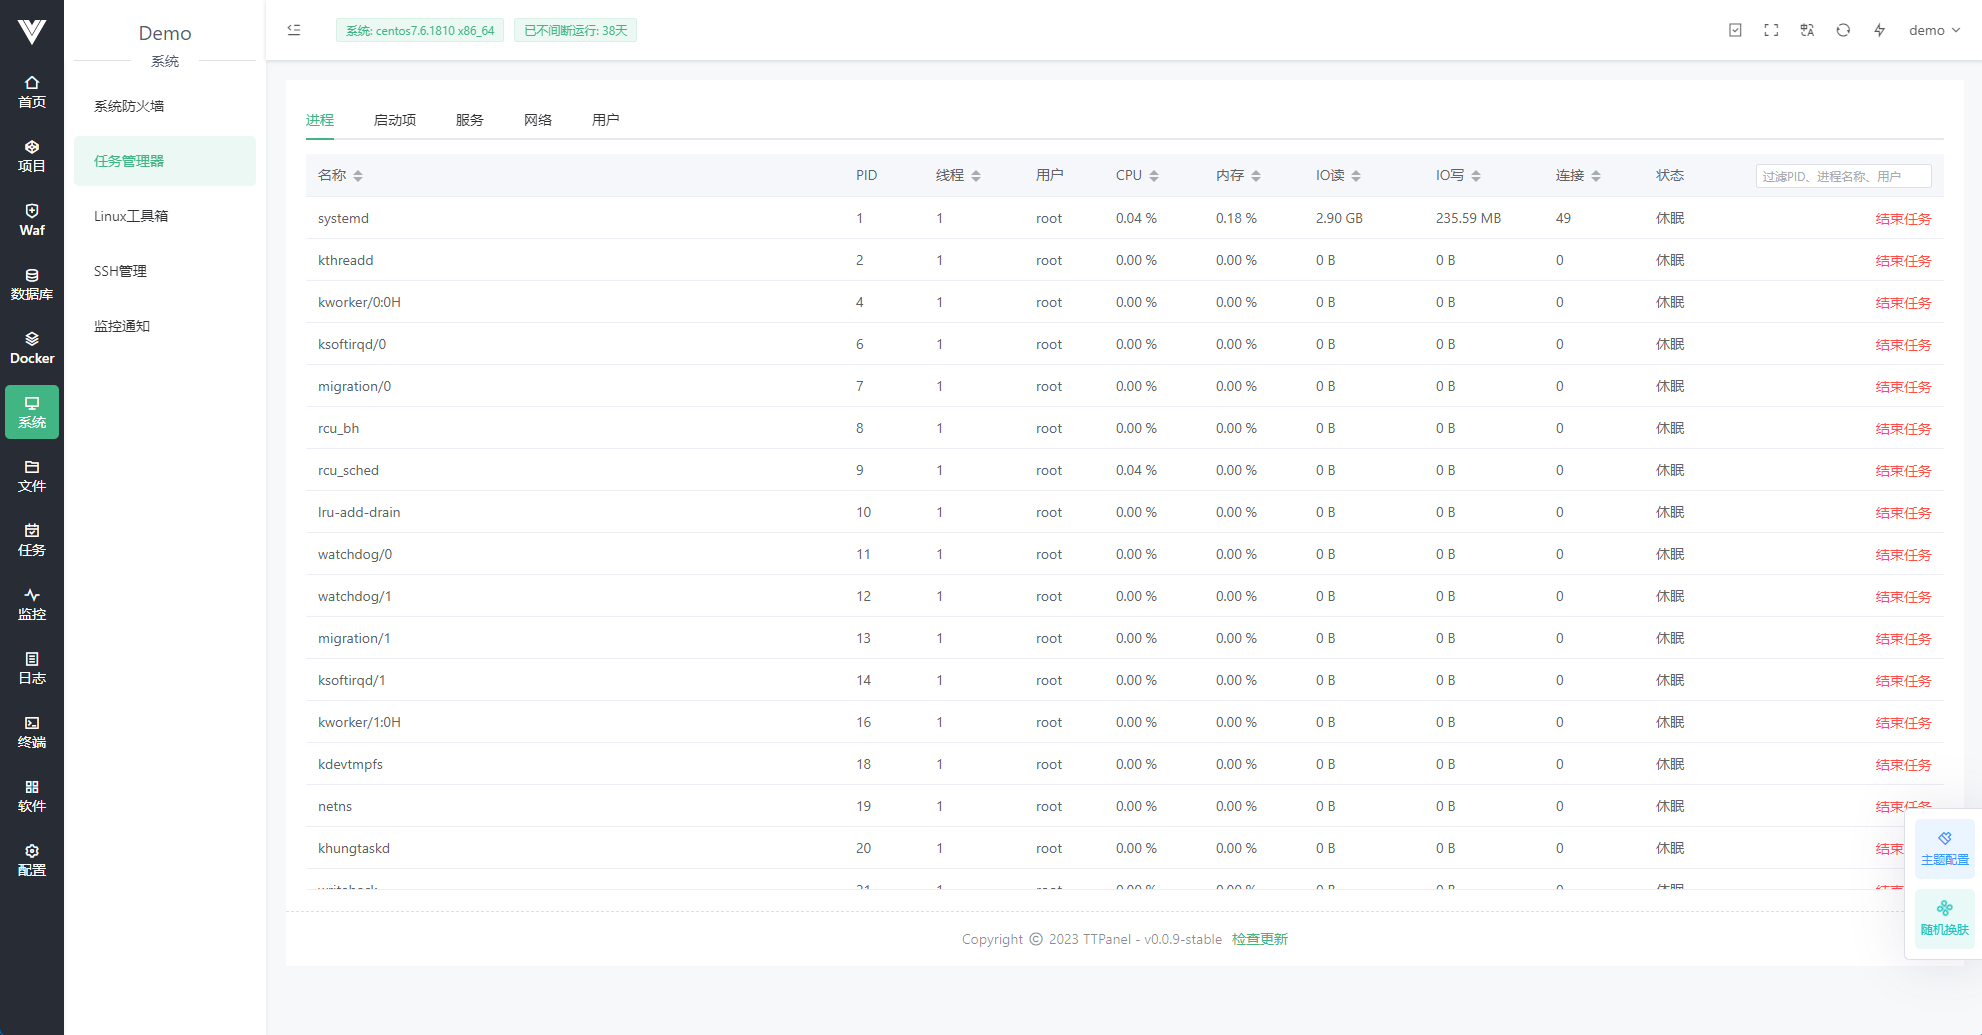 首页
项目
Waf
数据库
Docker
系统
文件
任务
监控
日志
终端
软件
配置
Demo
系统
系统防火墙
任务管理器
Linux工具箱
SSH管理
监控通知
系统: centos7.6.1810 x86_64 已不间断运行: 38天 demo
进程 启动项 服务 网络 用户
名称 PID 线程 用户 CPU 内存 IO读 IO写 连接 状态 过滤PID、进程名称、用户
systemd 1 1 root 0.04 % 0.18 % 2.90 GB 235.59 MB 49 休眠 结束任务
kthreadd 2 1 root 0.00 % 0.00 % 0 B 0 B 0 休眠 结束任务
kworker/0:0H 4 1 root 0.00 % 0.00 % 0 B 0 B 0 休眠 结束任务
ksoftirqd/0 6 1 root 0.00 % 0.00 % 0 B 0 B 0 休眠 结束任务
migration/0 7 1 root 0.00 % 0.00 % 0 B 0 B 0 休眠 结束任务
rcu_bh 8 1 root 0.00 % 0.00 % 0 B 0 B 0 休眠 结束任务
rcu_sched 9 1 root 0.04 % 0.00 % 0 B 0 B 0 休眠 结束任务
lru-add-drain 10 1 root 0.00 % 0.00 % 0 B 0 B 0 休眠 结束任务
watchdog/0 11 1 root 0.00 % 0.00 % 0 B 0 B 0 休眠 结束任务
watchdog/1 12 1 root 0.00 % 0.00 % 0 B 0 B 0 休眠 结束任务
migration/1 13 1 root 0.00 % 0.00 % 0 B 0 B 0 休眠 结束任务
ksoftirqd/1 14 1 root 0.00 % 0.00 % 0 B 0 B 0 休眠 结束任务
kworker/1:0H 16 1 root 0.00 % 0.00 % 0 B 0 B 0 休眠 结束任务
kdevtmpfs 18 1 root 0.00 % 0.00 % 0 B 0 B 0 休眠 结束任务
netns 19 1 root 0.00 % 0.00 % 0 B 0 B 0 休眠 结束任务
khungtaskd 20 1 root 0.00 % 0.00 % 0 B 0 B 0 休眠 结束
主题配置
随机换肤
Copyright © 2023 TTPanel - v0.0.9-stable 检查更新